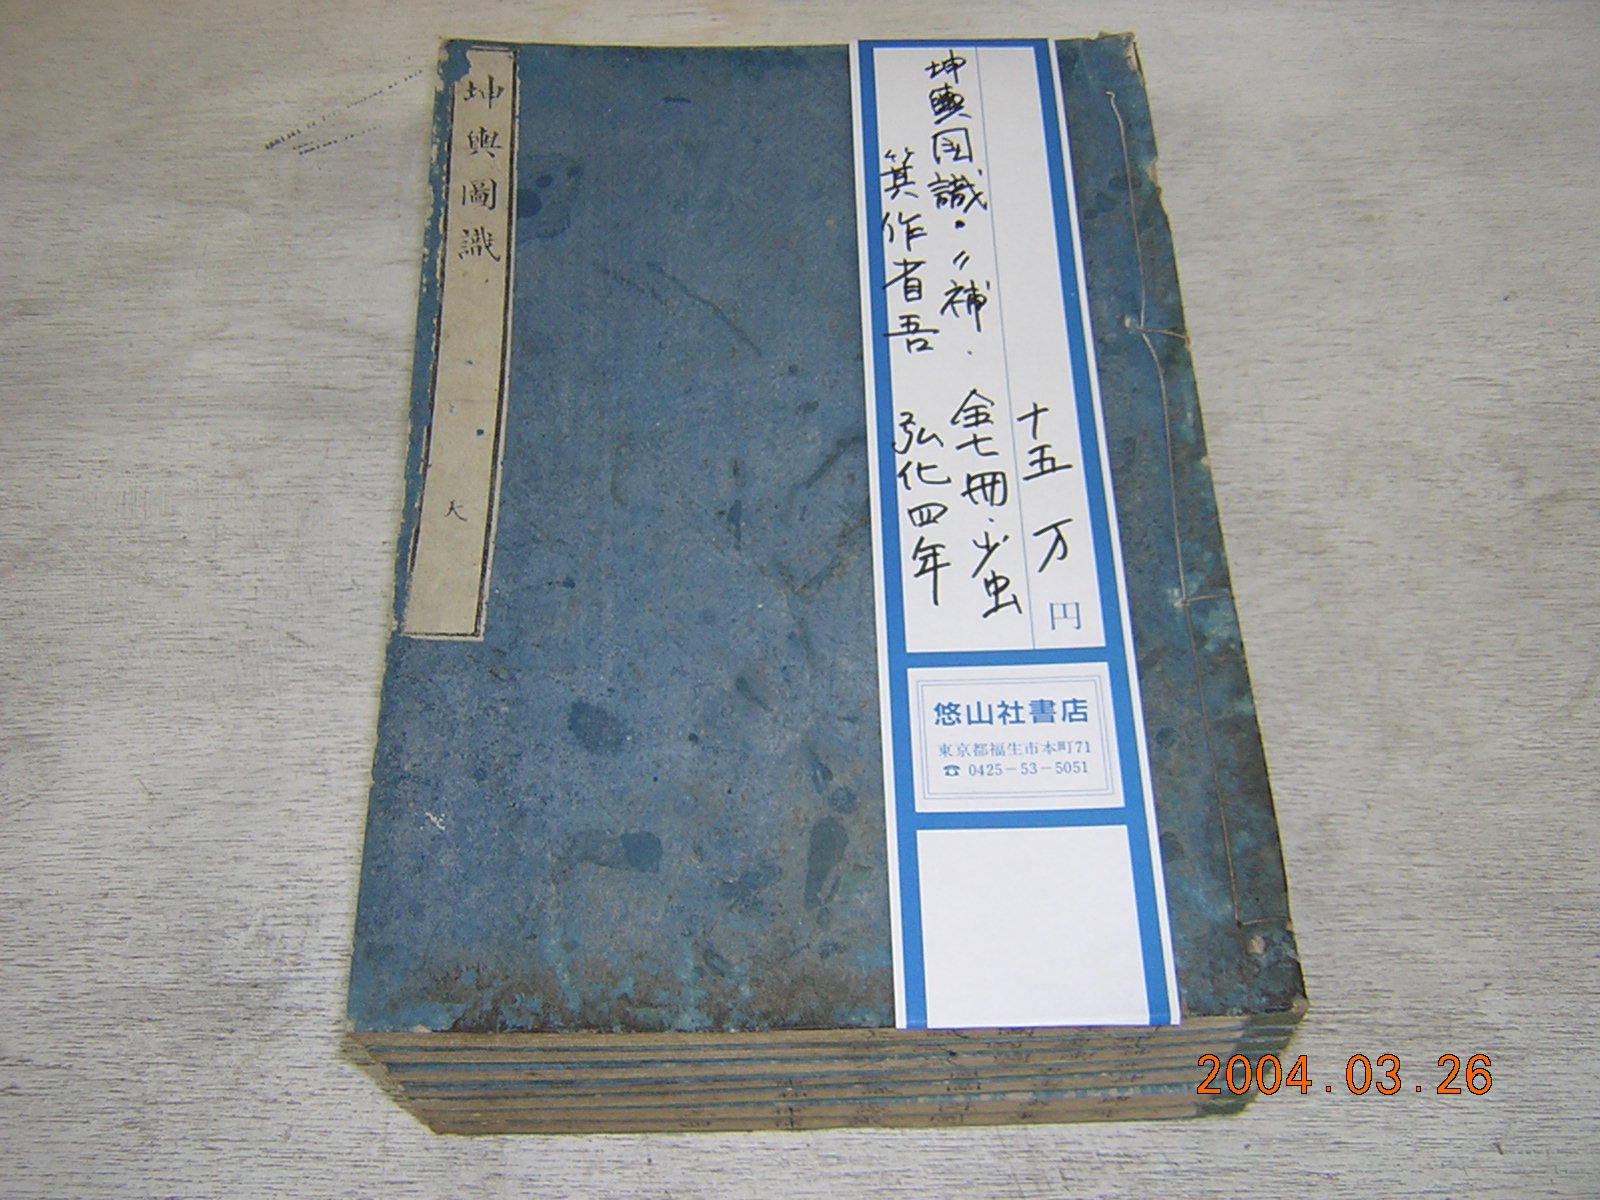 坤輿圖識
大
十五万円
坤輿図識・〃補. 全七冊.少虫
箕作省吾 弘化四年
悠山社書店
東京都福生市本町71
☎ 0425-53-5051
2004.03.26